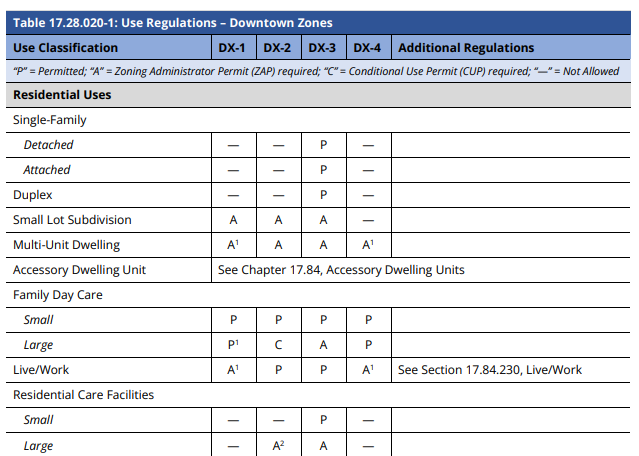 Table 17.28.020-1: Use Regulations – Downtown Zones
Use Classification DX-1 DX-2 DX-3 DX-4 Additional Regulations
“P” = Permitted; “A” = Zoning Administrator Permit (ZAP) required; “C” = Conditional Use Permit (CUP) required; “—” = Not Allowed
Residential Uses
Single-Family
Detached — — P —
Attached — — P —
Duplex — — P —
Small Lot Subdivision A A A —
Multi-Unit Dwelling A¹ A A A¹
Accessory Dwelling Unit See Chapter 17.84, Accessory Dwelling Units
Family Day Care
Small P P P P
Large P¹ C A P
Live/Work A¹ P P A¹ See Section 17.84.230, Live/Work
Residential Care Facilities
Small — — P —
Large — A² A —